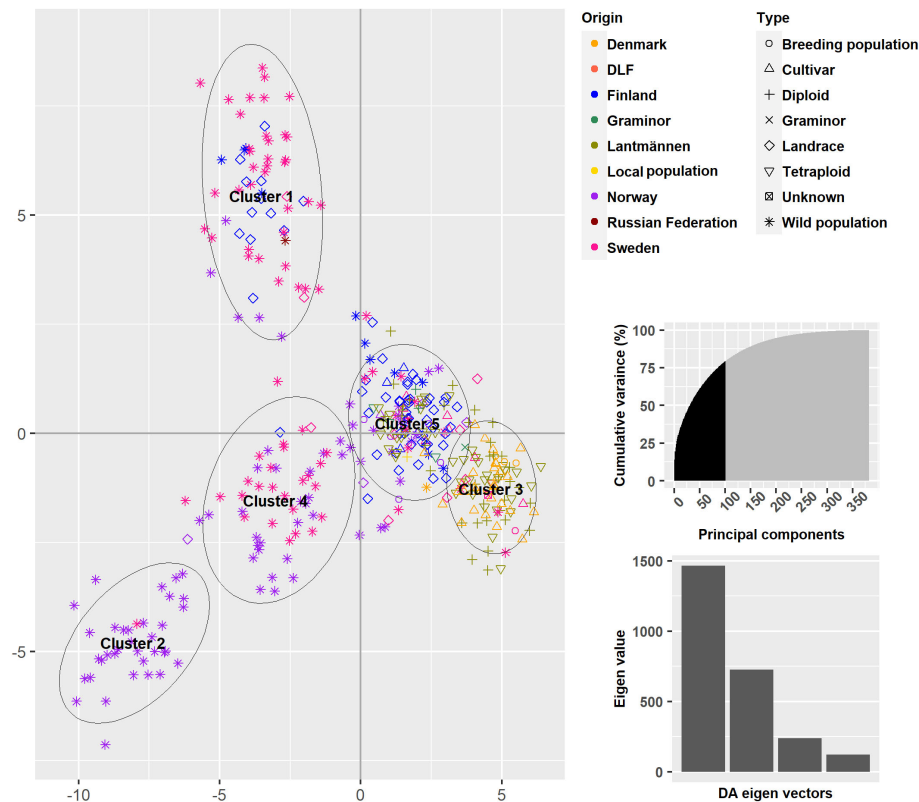 Origin
Denmark
DLF
Finland
Graminor
Lantmännen
Local population
Norway
Russian Federation
Sweden
Type
Breeding population
Cultivar
Diploid
Graminor
Landrace
Tetraploid
Unknown
Wild population
5
0
-5
-10
-5
0
5
Cluster 1
Cluster 5
Cluster 3
Cluster 4
Cluster 2
Cumulative varaince (%)
100
75
50
25
0
0
50
100
150
200
250
300
350
Principal components
Eigen value
1500
1000
500
0
DA eigen vectors